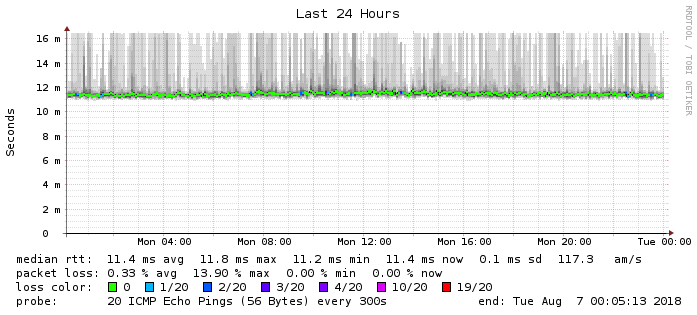 Last 24 Hours
RRDTOOL / TOBI OETIKER
Seconds
16 m
14 m
12 m
10 m
8 m
6 m
4 m
2 m
0
Mon 04:00 Mon 08:00 Mon 12:00 Mon 16:00 Mon 20:00 Tue 00:00
median rtt: 11.4 ms avg 11.8 ms max 11.2 ms min 11.4 ms now 0.1 ms sd 117.3 am/s
packet loss: 0.33 % avg 13.90 % max 0.00 % min 0.00 % now
loss color: 0 1/20 2/20 3/20 4/20 10/20 19/20
probe: 20 ICMP Echo Pings (56 Bytes) every 300s end: Tue Aug 7 00:05:13 2018